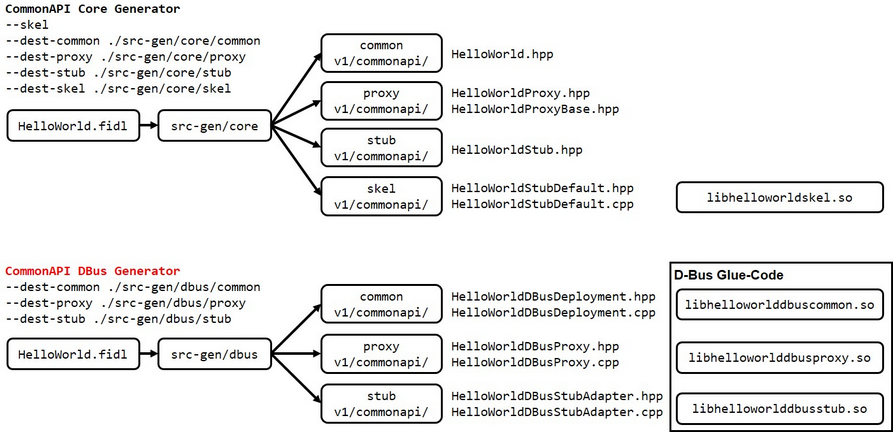 CommonAPI Core Generator
--skel
--dest-common ./src-gen/core/common
--dest-proxy ./src-gen/core/proxy
--dest-stub ./src-gen/core/stub
--dest-skel ./src-gen/core/skel
HelloWorld.fidl
src-gen/core
common
v1/commonapi/
HelloWorld.hpp
proxy
v1/commonapi/
HelloWorldProxy.hpp
HelloWorldProxyBase.hpp
stub
v1/commonapi/
HelloWorldStub.hpp
skel
v1/commonapi/
HelloWorldStubDefault.hpp
HelloWorldStubDefault.cpp
libhelloworldskel.so
CommonAPI DBus Generator
--dest-common ./src-gen/dbus/common
--dest-proxy ./src-gen/dbus/proxy
--dest-stub ./src-gen/dbus/stub
HelloWorld.fidl
src-gen/dbus
common
v1/commonapi/
HelloWorldDBusDeployment.hpp
HelloWorldDBusDeployment.cpp
proxy
v1/commonapi/
HelloWorldDBusProxy.hpp
HelloWorldDBusProxy.cpp
stub
v1/commonapi/
HelloWorldDBusStubAdapter.hpp
HelloWorldDBusStubAdapter.cpp
D-Bus Glue-Code
libhelloworlddbuscommon.so
libhelloworlddbusproxy.so
libhelloworlddbusstub.so